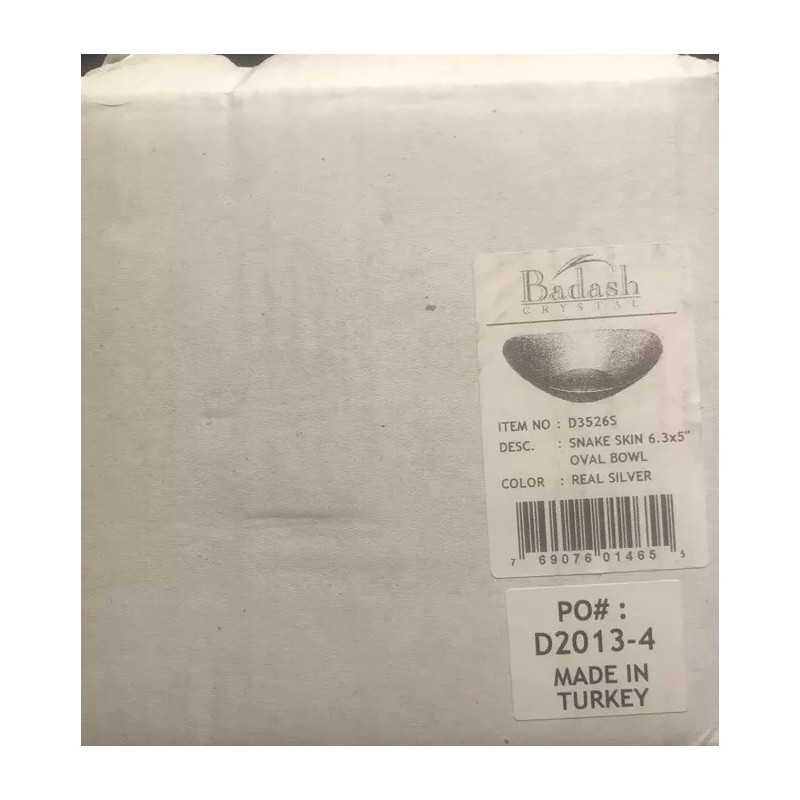 Badash
CRYSTAL
ITEM NO : D3526S
DESC. : SNAKE SKIN 6.3x5"
OVAL BOWL
COLOR : REAL SILVER
7 69076 01465 5
PO# :
D2013-4
MADE IN
TURKEY